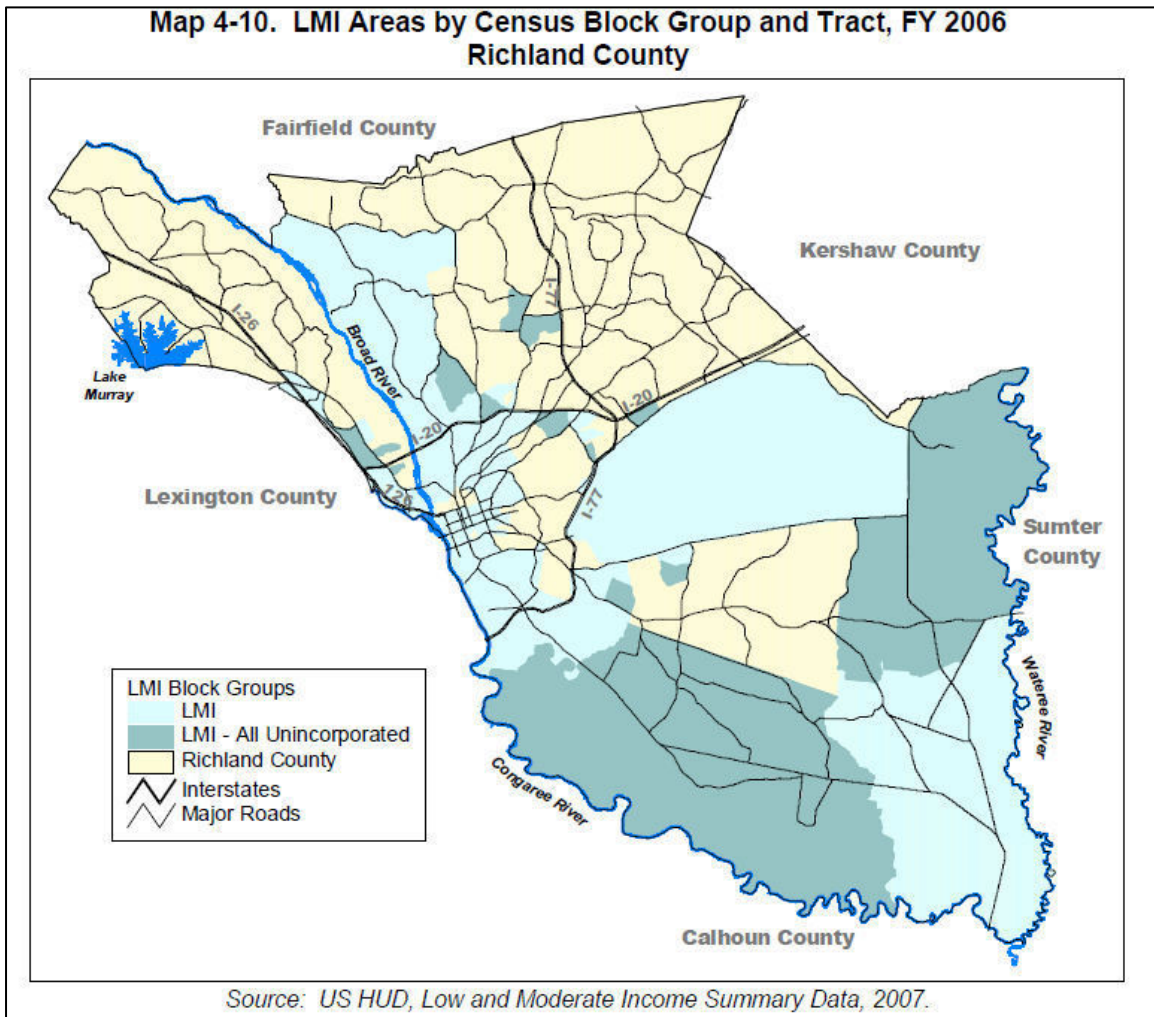 Map 4-10. LMI Areas by Census Block Group and Tract, FY 2006
Richland County
Fairfield County
Kershaw County
I-77
I-26
Broad River
Lake
Murray
I-20
I-20
Lexington County
126
I-77
Sumter
County
LMI Block Groups
LMI
LMI - All Unincorporated
Richland County
Interstates
Major Roads
Wateree River
Congaree River
Calhoun County
Source: US HUD, Low and Moderate Income Summary Data, 2007.